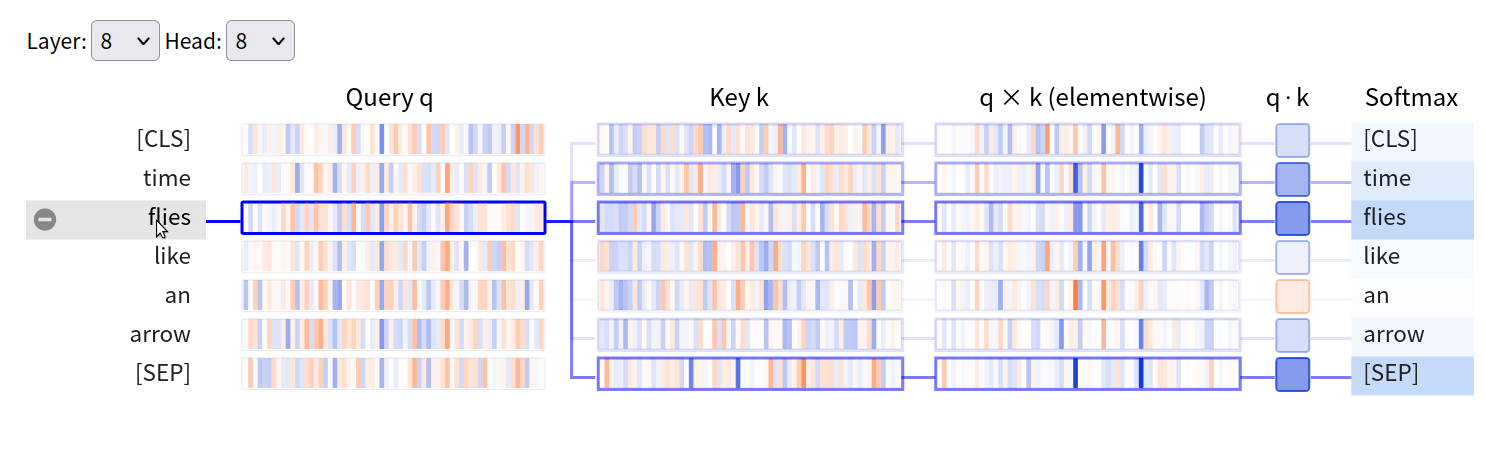 Layer: 8 Head: 8
Query q Key k q × k (elementwise) q · k Softmax
[CLS] [CLS]
time time
flies flies
like like
an an
arrow arrow
[SEP] [SEP]